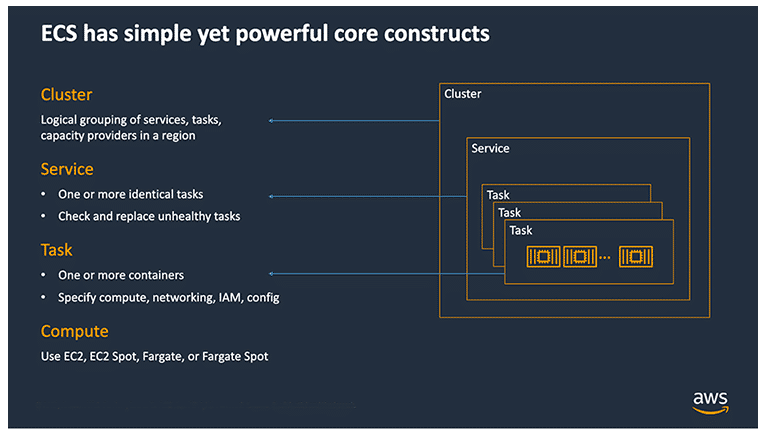 ECS has simple yet powerful core constructs
Cluster
Logical grouping of services, tasks,
capacity providers in a region
Service
• One or more identical tasks
• Check and replace unhealthy tasks
Task
• One or more containers
• Specify compute, networking, IAM, config
Compute
Use EC2, EC2 Spot, Fargate, or Fargate Spot
Cluster
Service
Task
Task
Task
...
aws